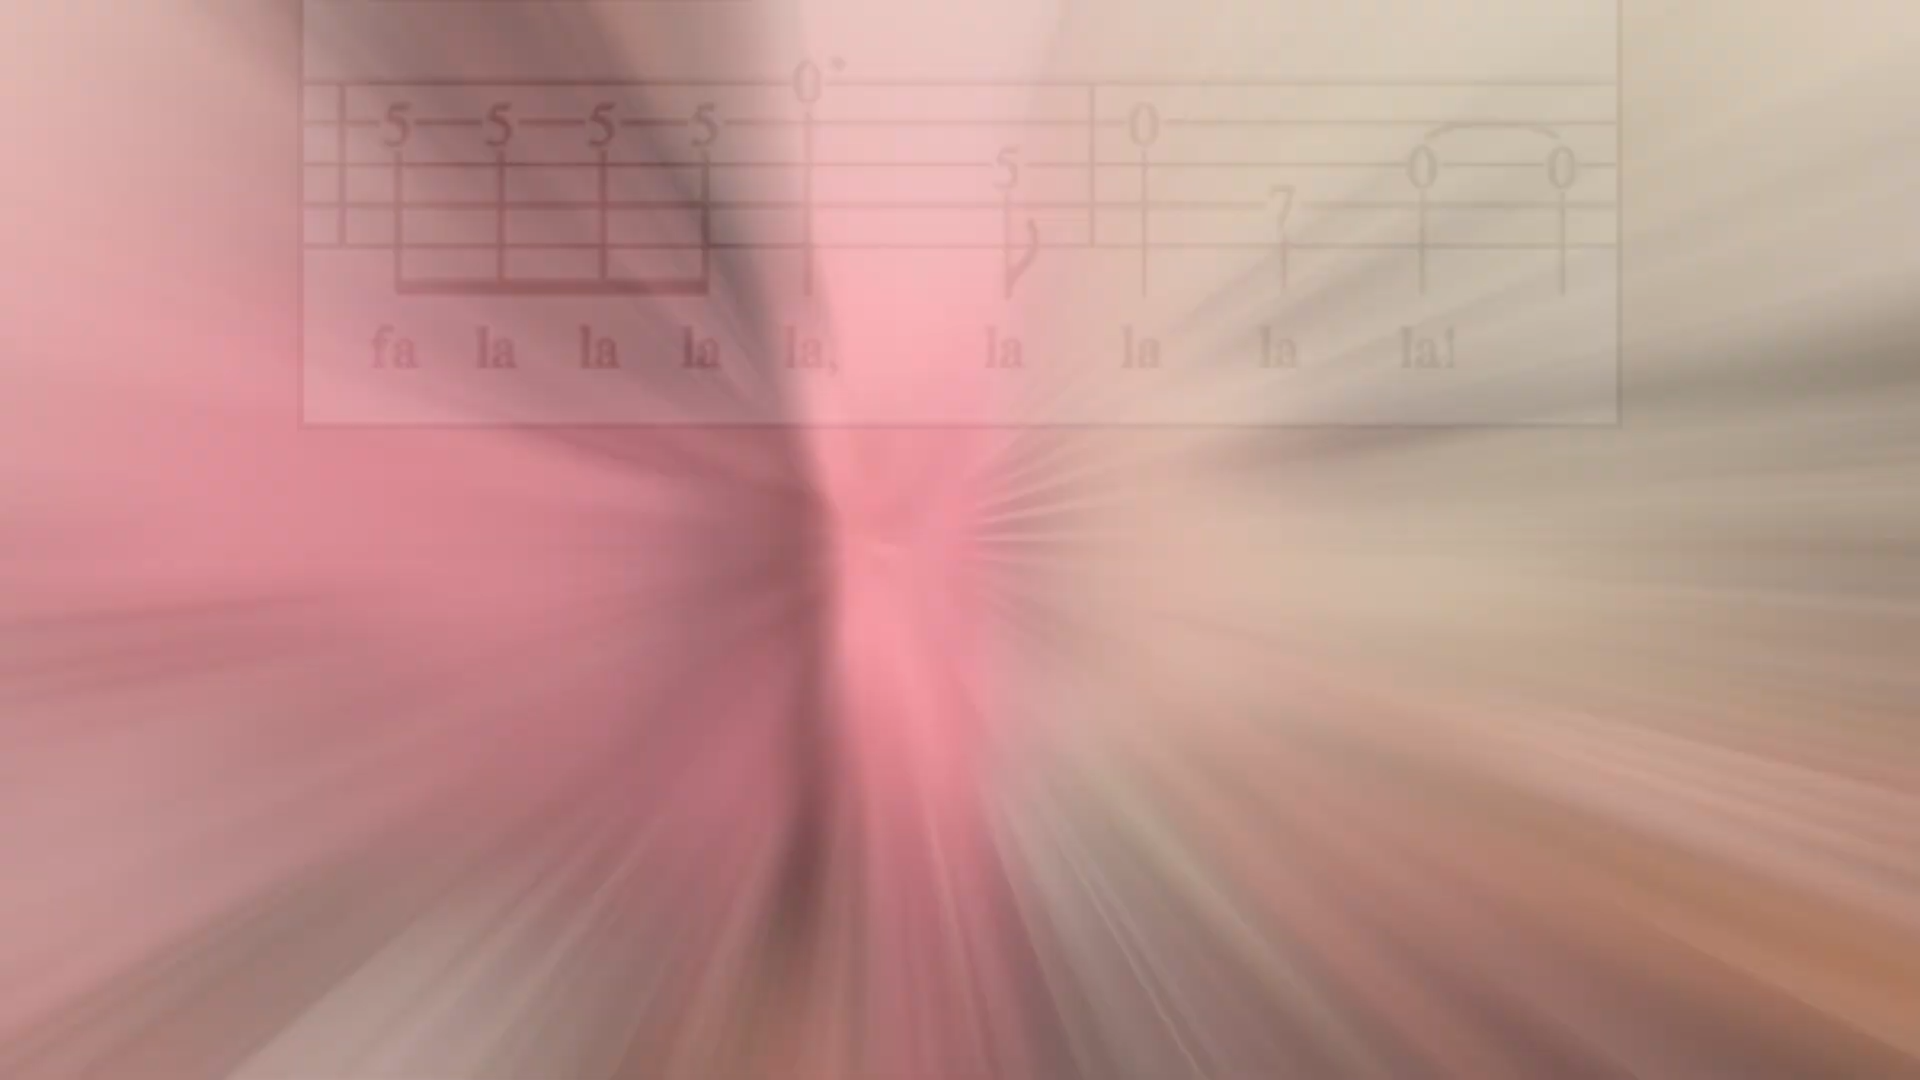 0
5 5 5 5 0
5 0 0
7
fa la la la la, la la la la!